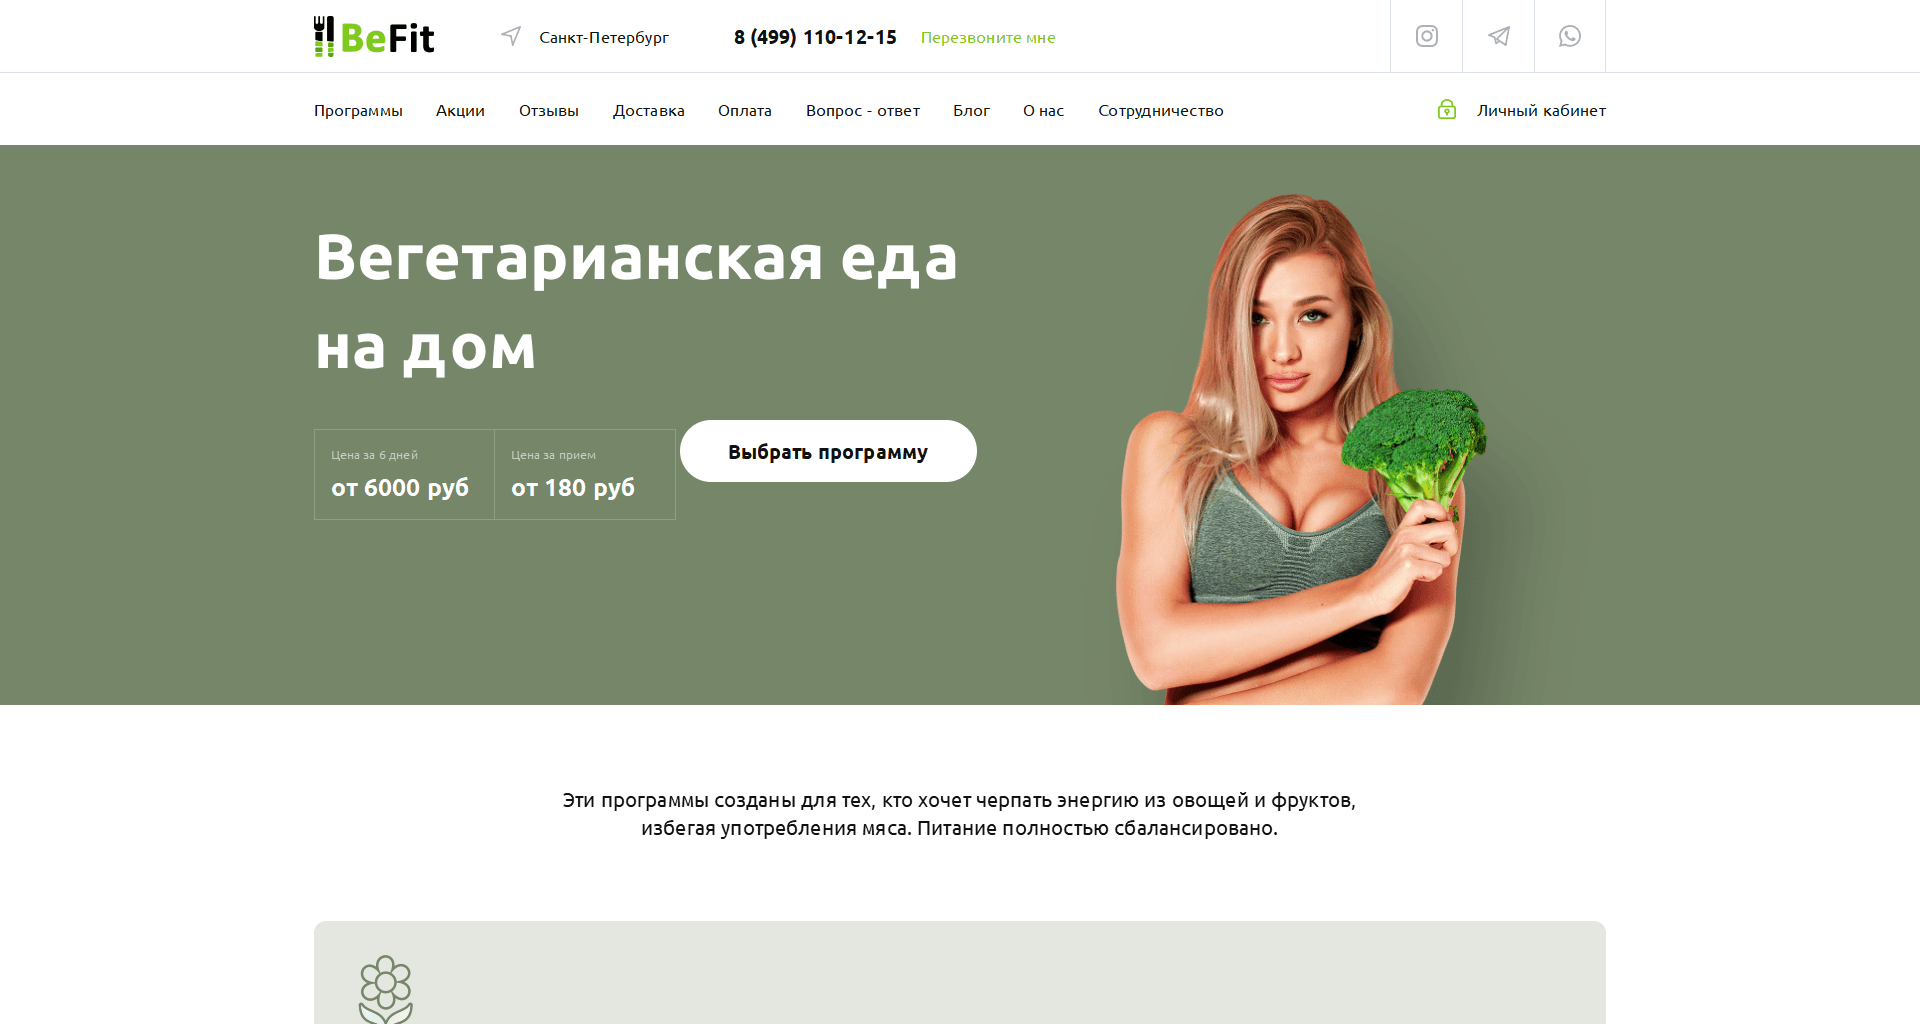 BeFit
Санкт-Петербург
8 (499) 110-12-15
Перезвоните мне
Программы
Акции
Отзывы
Доставка
Оплата
Вопрос - ответ
Блог
О нас
Сотрудничество
Личный кабинет
Вегетарианская еда
на дом
Цена за 6 дней
от 6000 руб
Цена за прием
от 180 руб
Выбрать программу
Эти программы созданы для тех, кто хочет черпать энергию из овощей и фруктов,
избегая употребления мяса. Питание полностью сбалансировано.